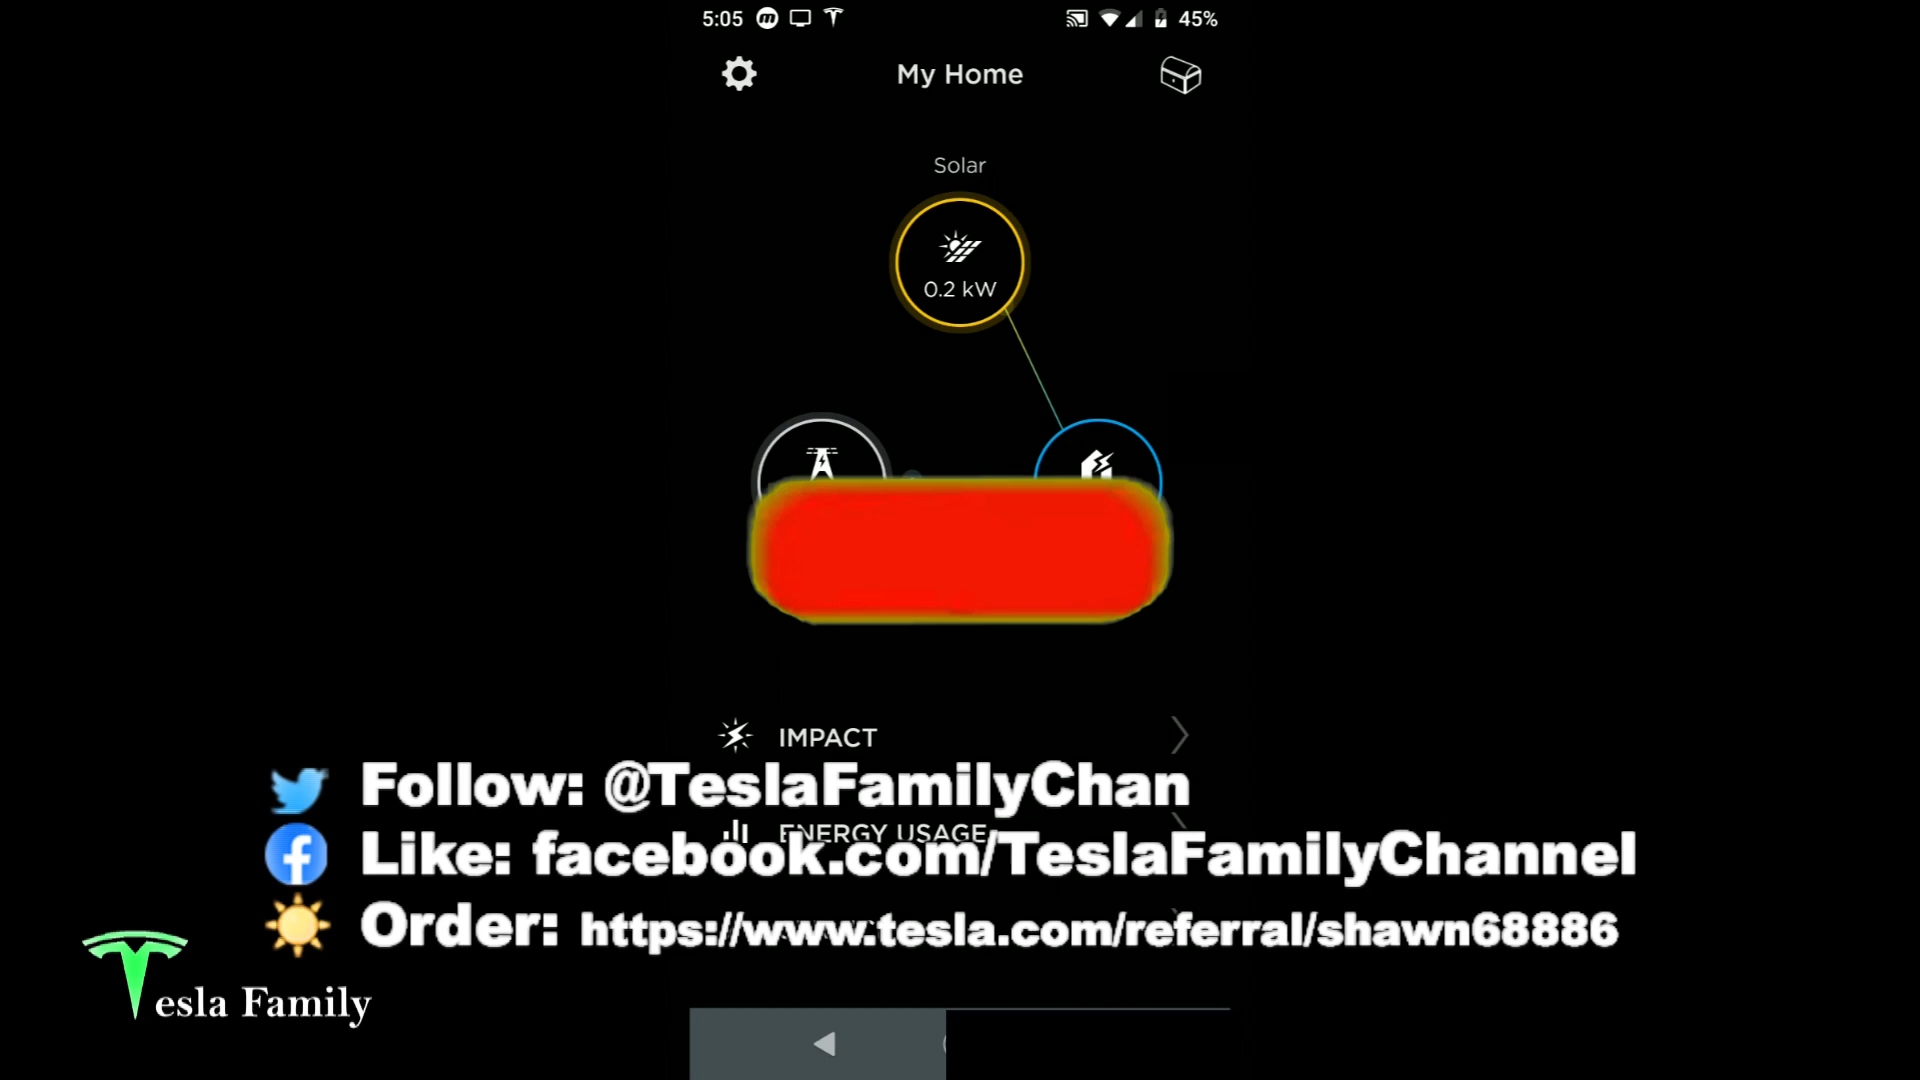 5:05
45%
My Home
Solar
0.2 kW
IMPACT
Follow: @TeslaFamilyChan
ENERGY USAGE
Like: facebook.com/TeslaFamilyChannel
Order: https://www.tesla.com/referral/shawn68886
Tesla Family